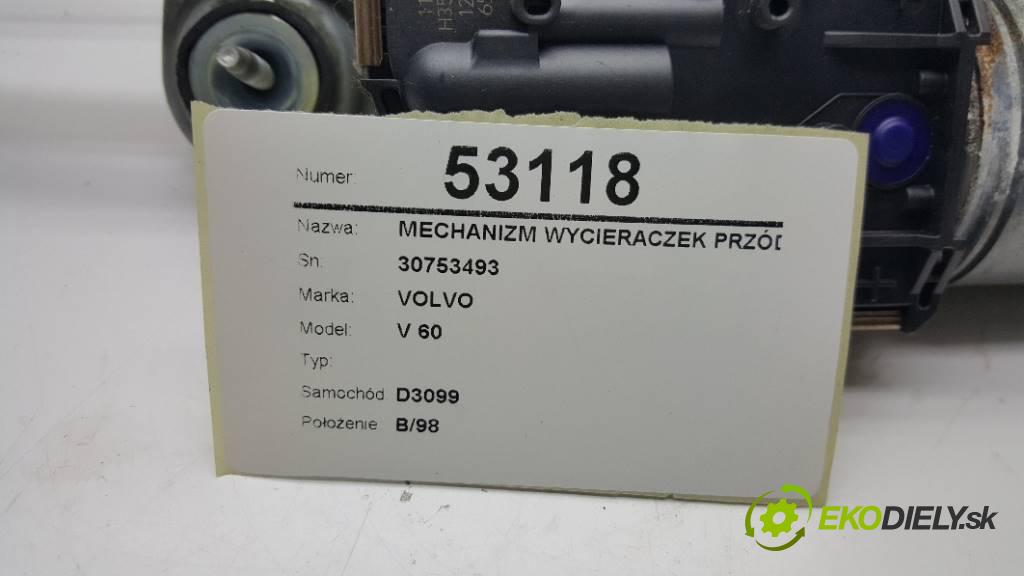 Numer: 53118
Nazwa: MECHANIZM WYCIERACZEK PRZÓD
Sn: 30753493
Marka: VOLVO
Model: V 60
Typ:
Samochód D3099
Położenie B/98
EKODIELY.sk